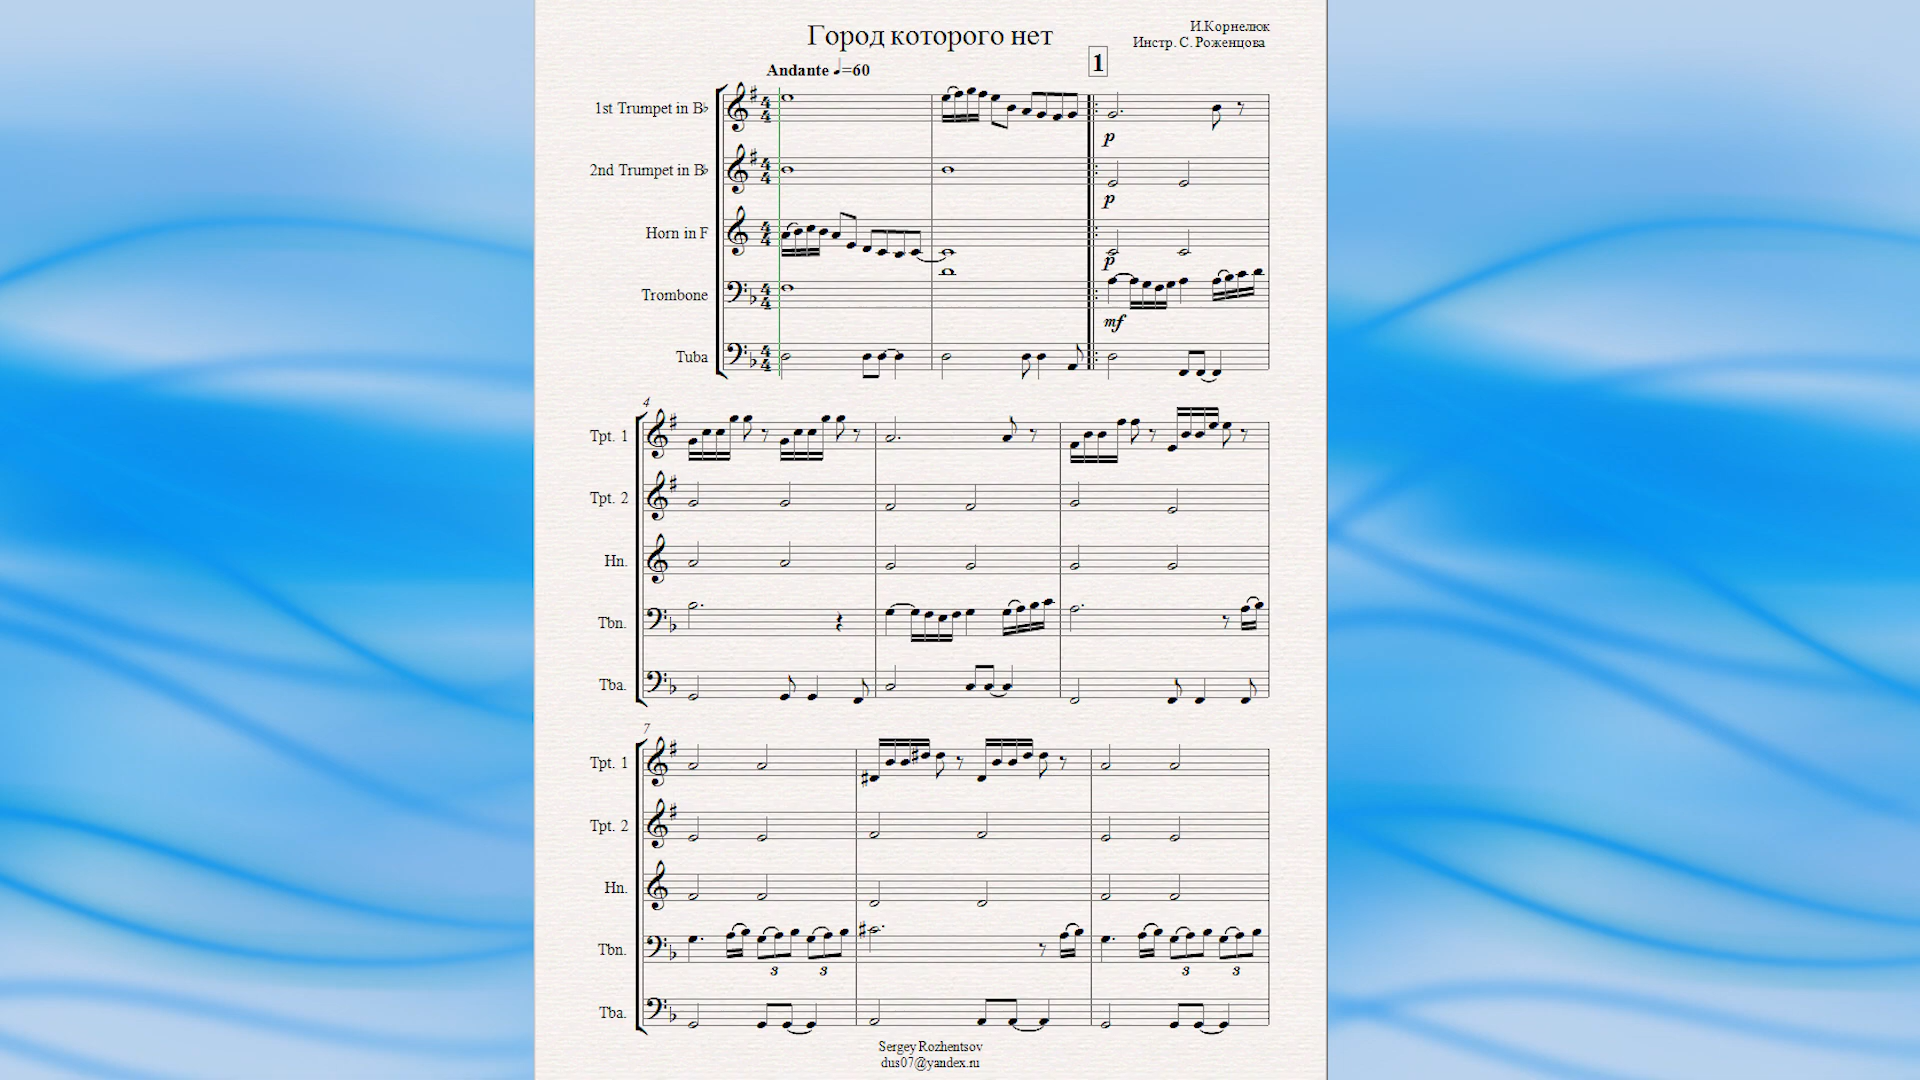 Город которого нет
И.Корнелюк
Инстр. С. Роженцова
Andante ♩=60
1
1st Trumpet in B♭
p
2nd Trumpet in B♭
p
Horn in F
p
Trombone
mf
Tuba
4
Tpt. 1
Tpt. 2
Hn.
Tbn.
Tba.
7
Tpt. 1
Tpt. 2
Hn.
Tbn.
3 3 3 3
Tba.
Sergey Rozhentsov
dus07@yandex.ru